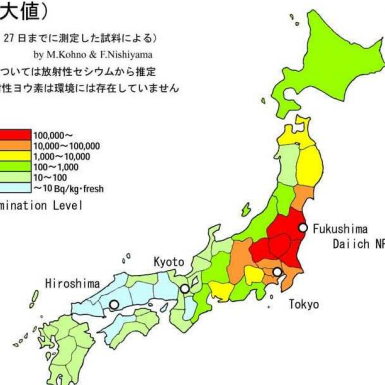 大値)
27日までに測定した試料による)
by M.Kohno & F.Nishiyama
ついては放射性セシウムから推定
性ヨウ素は環境には存在していません
100,000~
10,000~100,000
1,000~10,000
100~1,000
10~100
~10 Bq/kg・fresh
mination Level
Fukushima
Daiich NP
Kyoto
Hiroshima
Tokyo